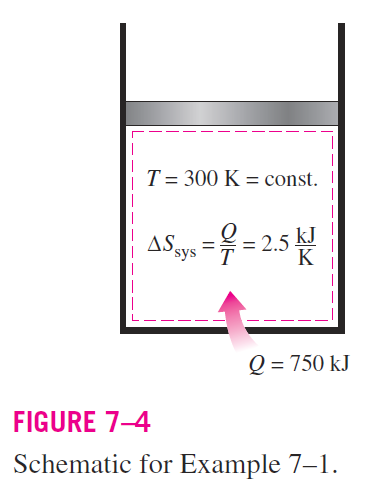 T = 300 K = const.
ΔS_sys = Q/T = 2.5 kJ/K
Q = 750 kJ
FIGURE 7–4
Schematic for Example 7–1.